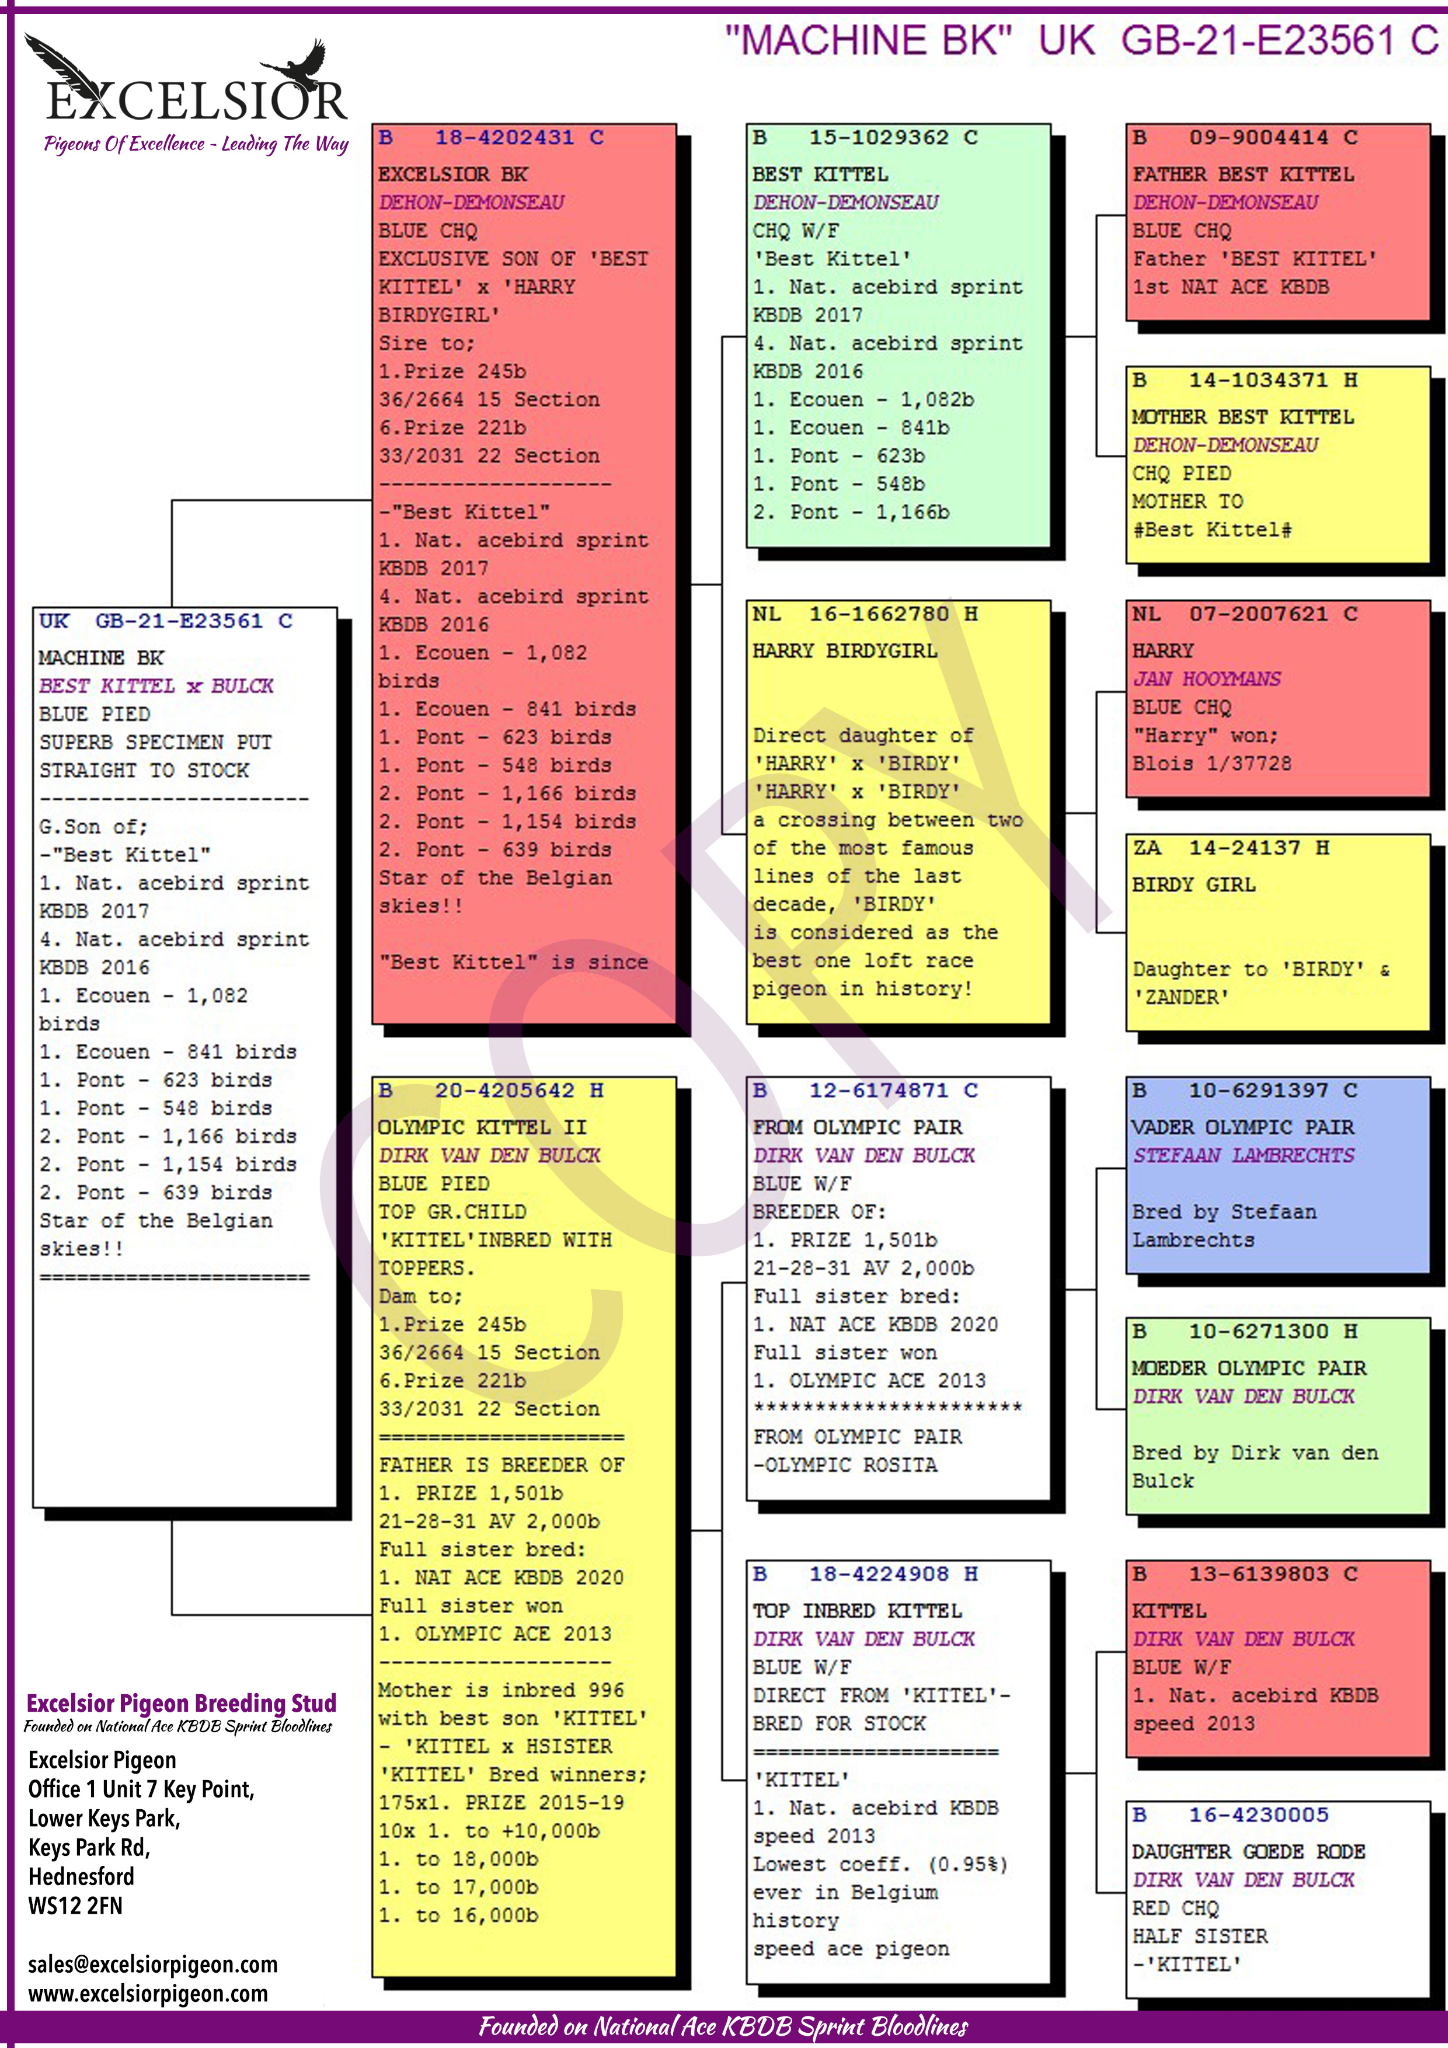 "MACHINE BK" UK GB-21-E23561 C
EXCELSIOR
Pigeons Of Excellence - Leading The Way
UK GB-21-E23561 C
MACHINE BK
BEST KITTEL x BULCK
BLUE PIED
SUPERB SPECIMEN PUT
STRAIGHT TO STOCK
----------------------
G.Son of;
-"Best Kittel"
1. Nat. acebird sprint
KBDB 2017
4. Nat. acebird sprint
KBDB 2016
1. Ecouen - 1,082
birds
1. Ecouen - 841 birds
1. Pont - 623 birds
1. Pont - 548 birds
2. Pont - 1,166 birds
2. Pont - 1,154 birds
2. Pont - 639 birds
Star of the Belgian
skies!!
======================
B 18-4202431 C
EXCELSIOR BK
DEHON-DEMONSEAU
BLUE CHQ
EXCLUSIVE SON OF 'BEST
KITTEL' x 'HARRY
BIRDYGIRL'
Sire to;
1.Prize 245b
36/2664 15 Section
6.Prize 221b
33/2031 22 Section
-------------------
-"Best Kittel"
1. Nat. acebird sprint
KBDB 2017
4. Nat. acebird sprint
KBDB 2016
1. Ecouen - 1,082
birds
1. Ecouen - 841 birds
1. Pont - 623 birds
1. Pont - 548 birds
2. Pont - 1,166 birds
2. Pont - 1,154 birds
2. Pont - 639 birds
Star of the Belgian
skies!!
"Best Kittel" is since
B 20-4205642 H
OLYMPIC KITTEL II
DIRK VAN DEN BULCK
BLUE PIED
TOP GR.CHILD
'KITTEL'INBRED WITH
TOPPERS.
Dam to;
1.Prize 245b
36/2664 15 Section
6.Prize 221b
33/2031 22 Section
====================
FATHER IS BREEDER OF
1. PRIZE 1,501b
21-28-31 AV 2,000b
Full sister bred:
1. NAT ACE KBDB 2020
Full sister won
1. OLYMPIC ACE 2013
-------------------
Mother is inbred 996
with best son 'KITTEL'
- 'KITTEL x HSISTER
'KITTEL' Bred winners;
175x1. PRIZE 2015-19
10x 1. to +10,000b
1. to 18,000b
1. to 17,000b
1. to 16,000b
B 15-1029362 C
BEST KITTEL
DEHON-DEMONSEAU
CHQ W/F
'Best Kittel'
1. Nat. acebird sprint
KBDB 2017
4. Nat. acebird sprint
KBDB 2016
1. Ecouen - 1,082b
1. Ecouen - 841b
1. Pont - 623b
1. Pont - 548b
2. Pont - 1,166b
NL 16-1662780 H
HARRY BIRDYGIRL
Direct daughter of
'HARRY' x 'BIRDY'
'HARRY' x 'BIRDY'
a crossing between two
of the most famous
lines of the last
decade, 'BIRDY'
is considered as the
best one loft race
pigeon in history!
B 12-6174871 C
FROM OLYMPIC PAIR
DIRK VAN DEN BULCK
BLUE W/F
BREEDER OF:
1. PRIZE 1,501b
21-28-31 AV 2,000b
Full sister bred:
1. NAT ACE KBDB 2020
Full sister won
1. OLYMPIC ACE 2013
**********************
FROM OLYMPIC PAIR
-OLYMPIC ROSITA
B 18-4224908 H
TOP INBRED KITTEL
DIRK VAN DEN BULCK
BLUE W/F
DIRECT FROM 'KITTEL'-
BRED FOR STOCK
====================
'KITTEL'
1. Nat. acebird KBDB
speed 2013
Lowest coeff. (0.95%)
ever in Belgium
history
speed ace pigeon
B 09-9004414 C
FATHER BEST KITTEL
DEHON-DEMONSEAU
BLUE CHQ
Father 'BEST KITTEL'
1st NAT ACE KBDB
B 14-1034371 H
MOTHER BEST KITTEL
DEHON-DEMONSEAU
CHQ PIED
MOTHER TO
#Best Kittel#
NL 07-2007621 C
HARRY
JAN HOOYMANS
BLUE CHQ
"Harry" won;
Blois 1/37728
ZA 14-24137 H
BIRDY GIRL
Daughter to 'BIRDY' &
'ZANDER'
B 10-6291397 C
VADER OLYMPIC PAIR
STEFAAN LAMBRECHTS
Bred by Stefaan
Lambrechts
B 10-6271300 H
MOEDER OLYMPIC PAIR
DIRK VAN DEN BULCK
Bred by Dirk van den
Bulck
B 13-6139803 C
KITTEL
DIRK VAN DEN BULCK
BLUE W/F
1. Nat. acebird KBDB
speed 2013
B 16-4230005
DAUGHTER GOEDE RODE
DIRK VAN DEN BULCK
RED CHQ
HALF SISTER
-'KITTEL'
COPY
Excelsior Pigeon Breeding Stud
Founded on National Ace KBDB Sprint Bloodlines
Excelsior Pigeon
Office 1 Unit 7 Key Point,
Lower Keys Park,
Keys Park Rd,
Hednesford
WS12 2FN
sales@excelsiorpigeon.com
www.excelsiorpigeon.com
Founded on National Ace KBDB Sprint Bloodlines